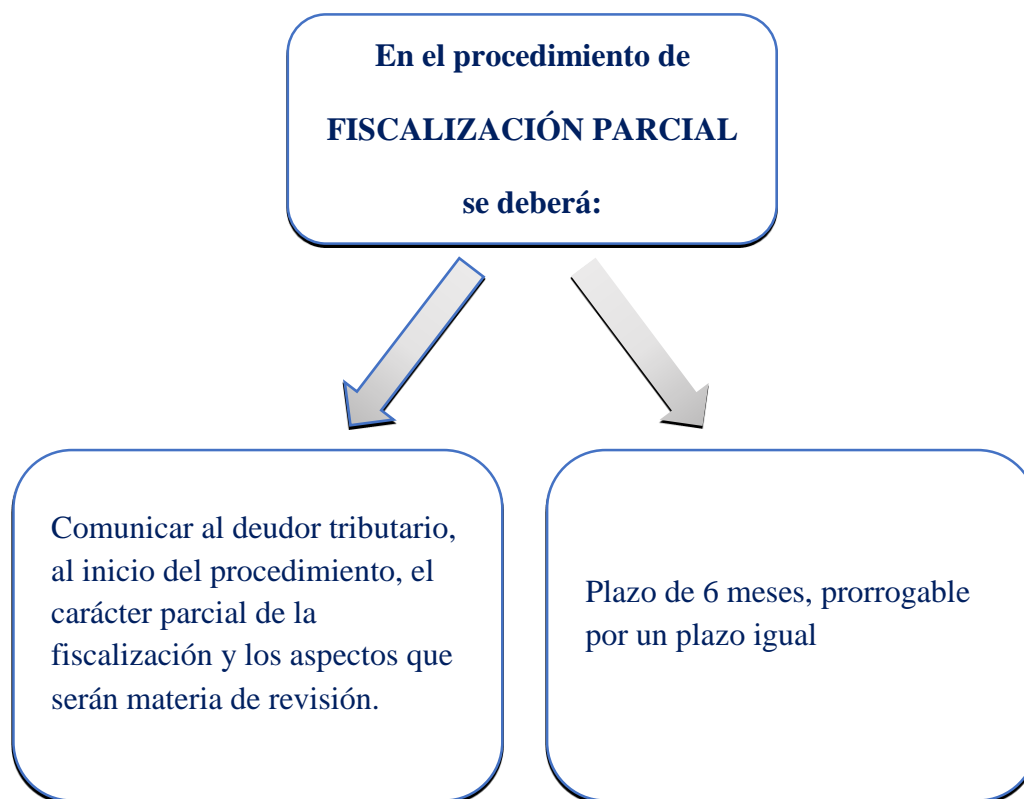 En el procedimiento de
FISCALIZACIÓN PARCIAL
se deberá:
Comunicar al deudor tributario,
al inicio del procedimiento, el
carácter parcial de la
fiscalización y los aspectos que
serán materia de revisión.
Plazo de 6 meses, prorrogable
por un plazo igual